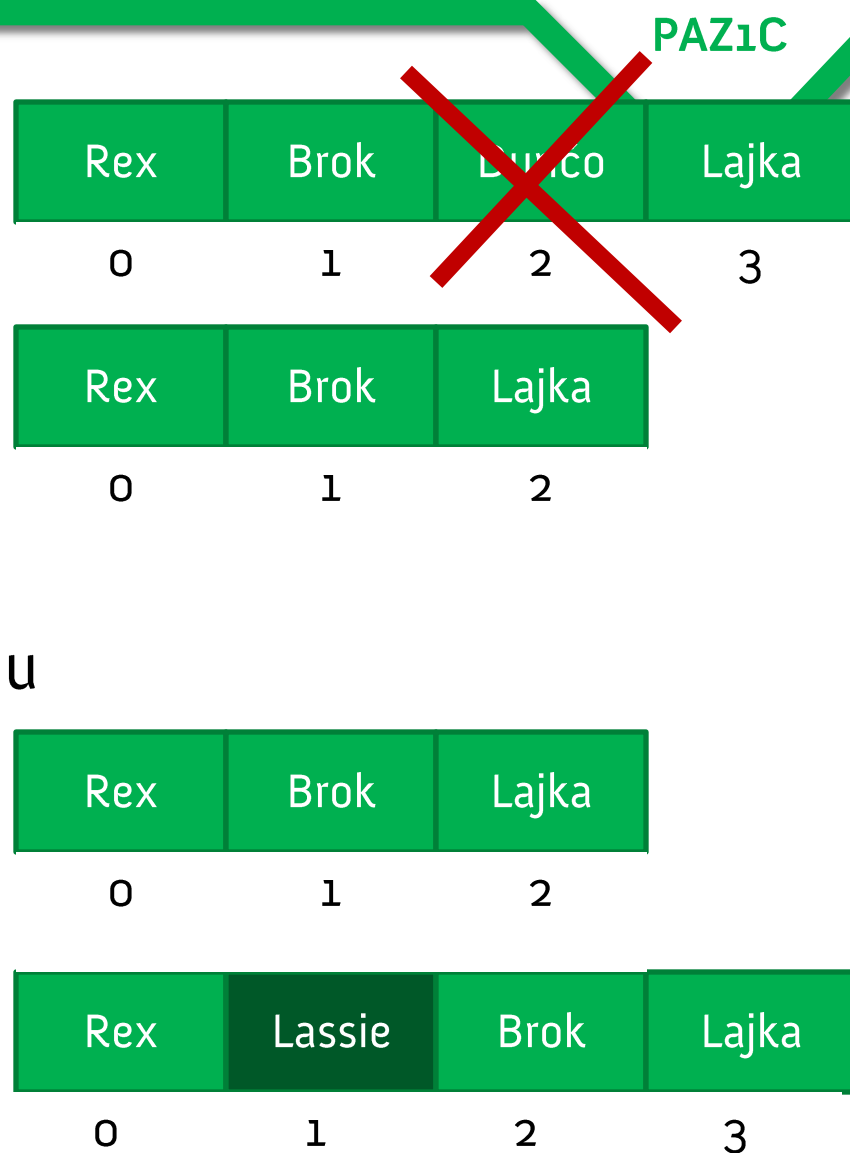 PAZ1C
Rex Brok Dunčo Lajka
0 1 2 3
Rex Brok Lajka
0 1 2
u
Rex Brok Lajka
0 1 2
Rex Lassie Brok Lajka
0 1 2 3